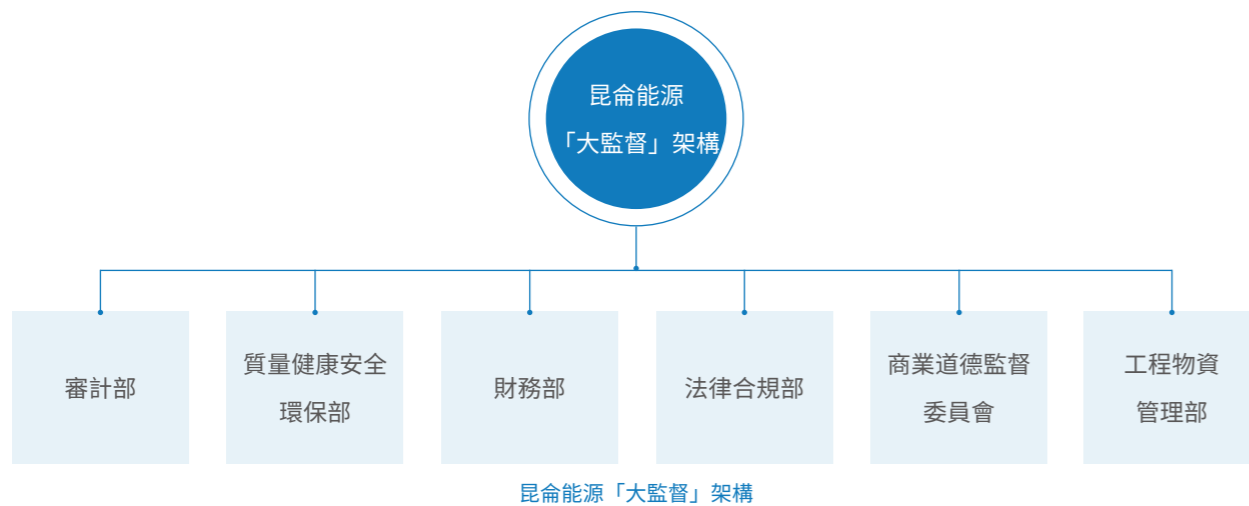 昆侖能源
「大監督」架構
審計部
質量健康安全
環保部
財務部
法律合規部
商業道德監督
委員會
工程物資
管理部
昆侖能源「大監督」架構